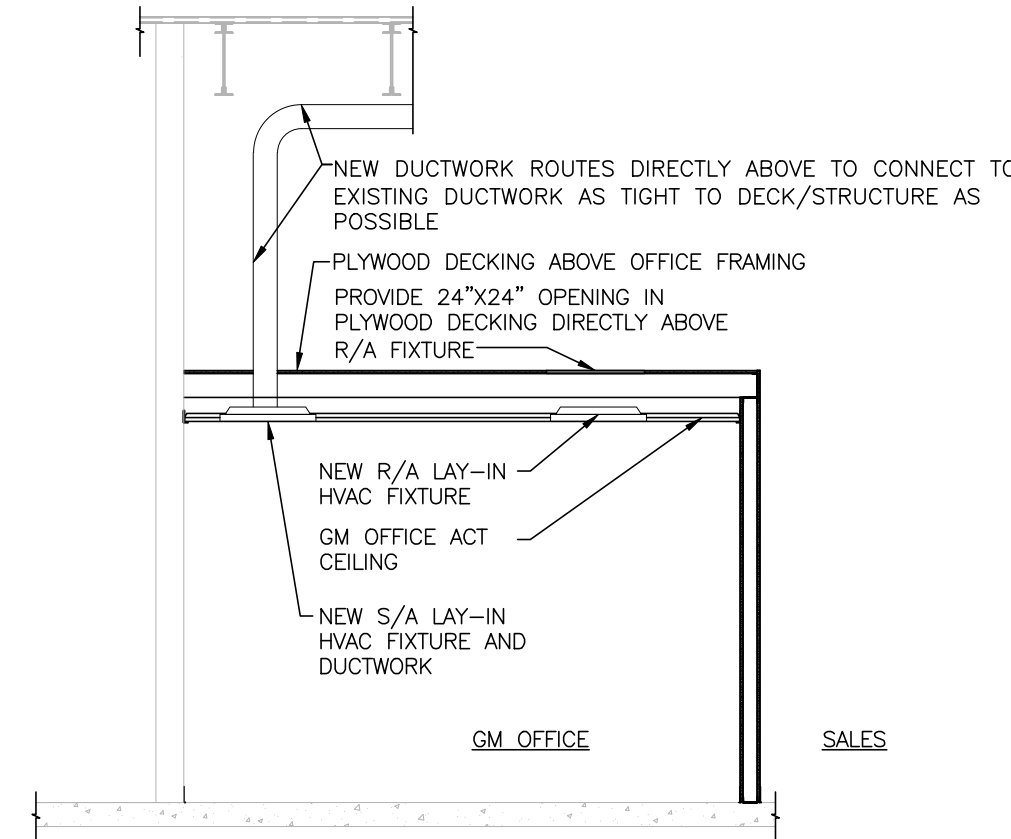 NEW DUCTWORK ROUTES DIRECTLY ABOVE TO CONNECT TO
EXISTING DUCTWORK AS TIGHT TO DECK/STRUCTURE AS
POSSIBLE
PLYWOOD DECKING ABOVE OFFICE FRAMING
PROVIDE 24”X24” OPENING IN
PLYWOOD DECKING DIRECTLY ABOVE
R/A FIXTURE
NEW R/A LAY-IN
HVAC FIXTURE
GM OFFICE ACT
CEILING
NEW S/A LAY-IN
HVAC FIXTURE AND
DUCTWORK
GM OFFICE
SALES